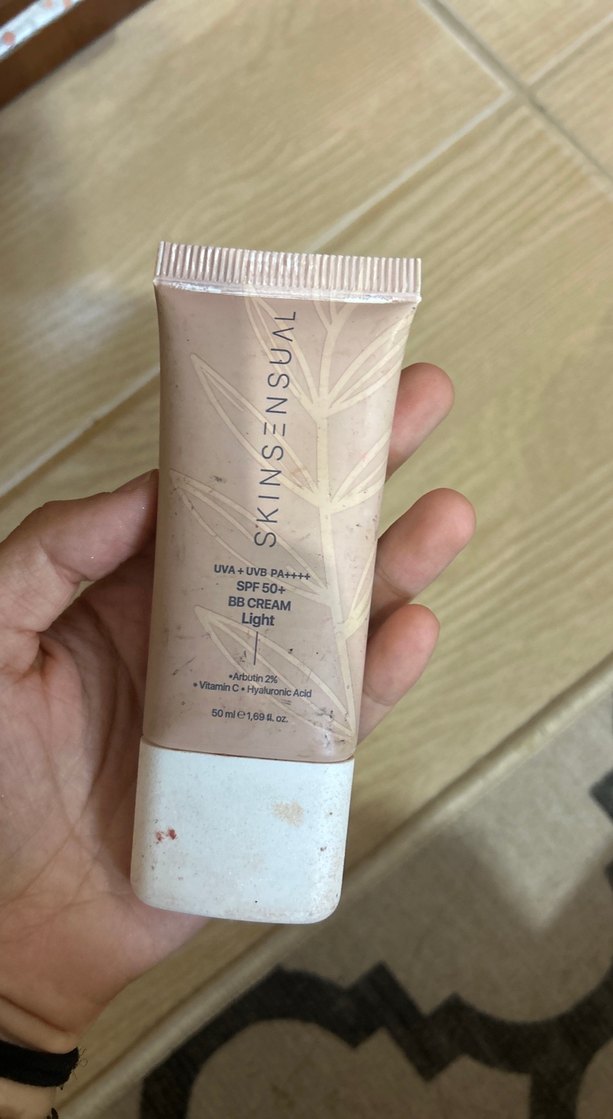 SKINSENSUAL
UVA + UVB PA++++
SPF 50+
BB CREAM
Light
•Arbutin 2%
• Vitamin C • Hyaluronic Acid
50 ml ℮ 1,69 fl. oz.